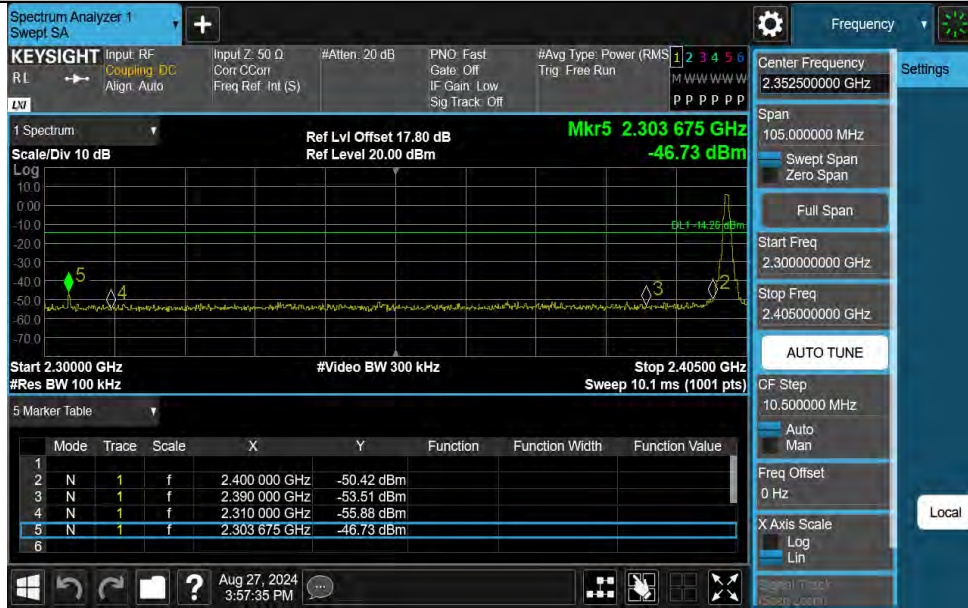 Spectrum Analyzer 1
Swept SA
+
Frequency
KEYSIGHT
Input: RF
Input Z: 50 Ω
#Atten: 20 dB
PNO: Fast
#Avg Type: Power (RMS
1 2 3 4 5 6
R L
Coupling: DC
Corr CCorr
Gate: Off
Trig: Free Run
Align: Auto
Freq Ref: Int (S)
IF Gain: Low
M W W W W W
Sig Track: Off
P P P P P P
LXI
1 Spectrum
Ref Lvl Offset 17.80 dB
Mkr5 2.303 675 GHz
Scale/Div 10 dB
Ref Level 20.00 dBm
-46.73 dBm
Log
10.0
0.00
-10.0
DL1 -14.26 dBm
-20.0
-30.0
-40.0
5
-50.0
4
3
2
-60.0
-70.0
Start 2.30000 GHz
#Video BW 300 kHz
Stop 2.40500 GHz
#Res BW 100 kHz
Sweep 10.1 ms (1001 pts)
5 Marker Table
Mode Trace Scale X Y Function Function Width Function Value
1
2 N 1 f 2.400 000 GHz -50.42 dBm
3 N 1 f 2.390 000 GHz -53.51 dBm
4 N 1 f 2.310 000 GHz -55.88 dBm
5 N 1 f 2.303 675 GHz -46.73 dBm
6
?
Aug 27, 2024
3:57:35 PM
Center Frequency
2.352500000 GHz
Settings
Span
105.000000 MHz
Swept Span
Zero Span
Full Span
Start Freq
2.300000000 GHz
Stop Freq
2.405000000 GHz
AUTO TUNE
CF Step
10.500000 MHz
Auto
Man
Freq Offset
0 Hz
Local
X Axis Scale
Log
Lin
Signal Track
(Span Zoom)